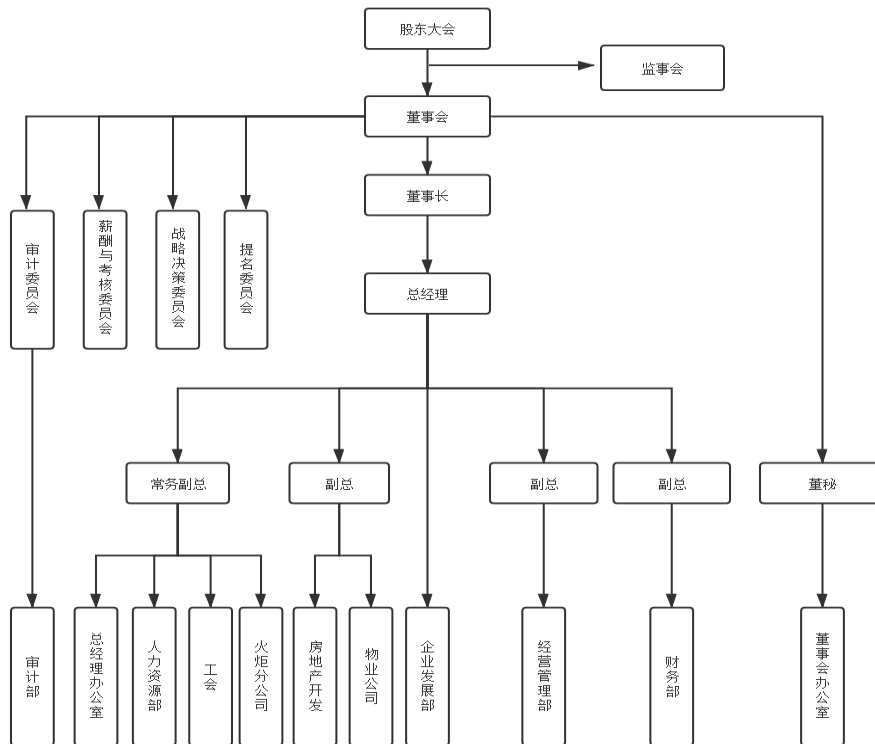 股东大会
监事会
董事会
董事长
审计委员会
薪酬与考核委员会
战略决策委员会
提名委员会
总经理
常务副总
副总
副总
副总
董秘
审计部
总经理办公室
人力资源部
工会
火炬分公司
房地产开发
物业公司
企业发展部
经营管理部
财务部
董事会办公室